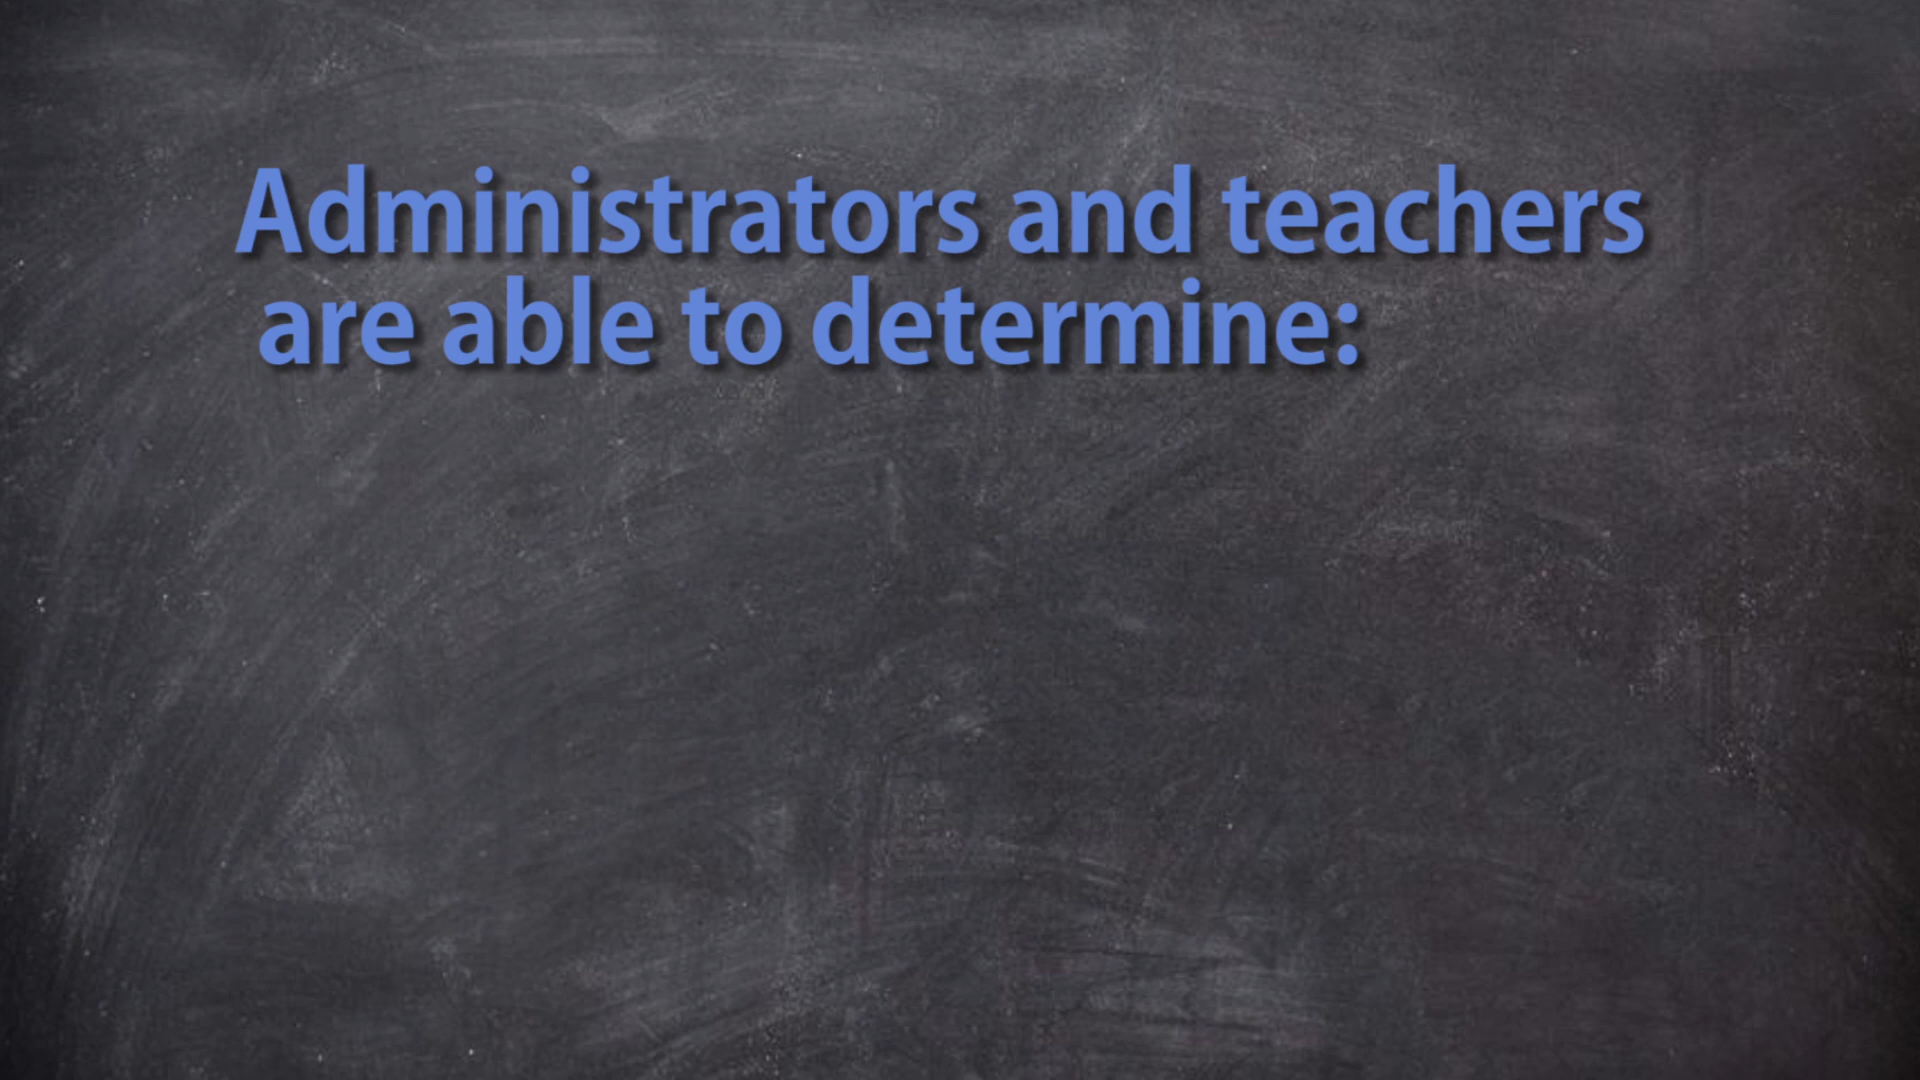 Administrators and teachers
are able to determine: